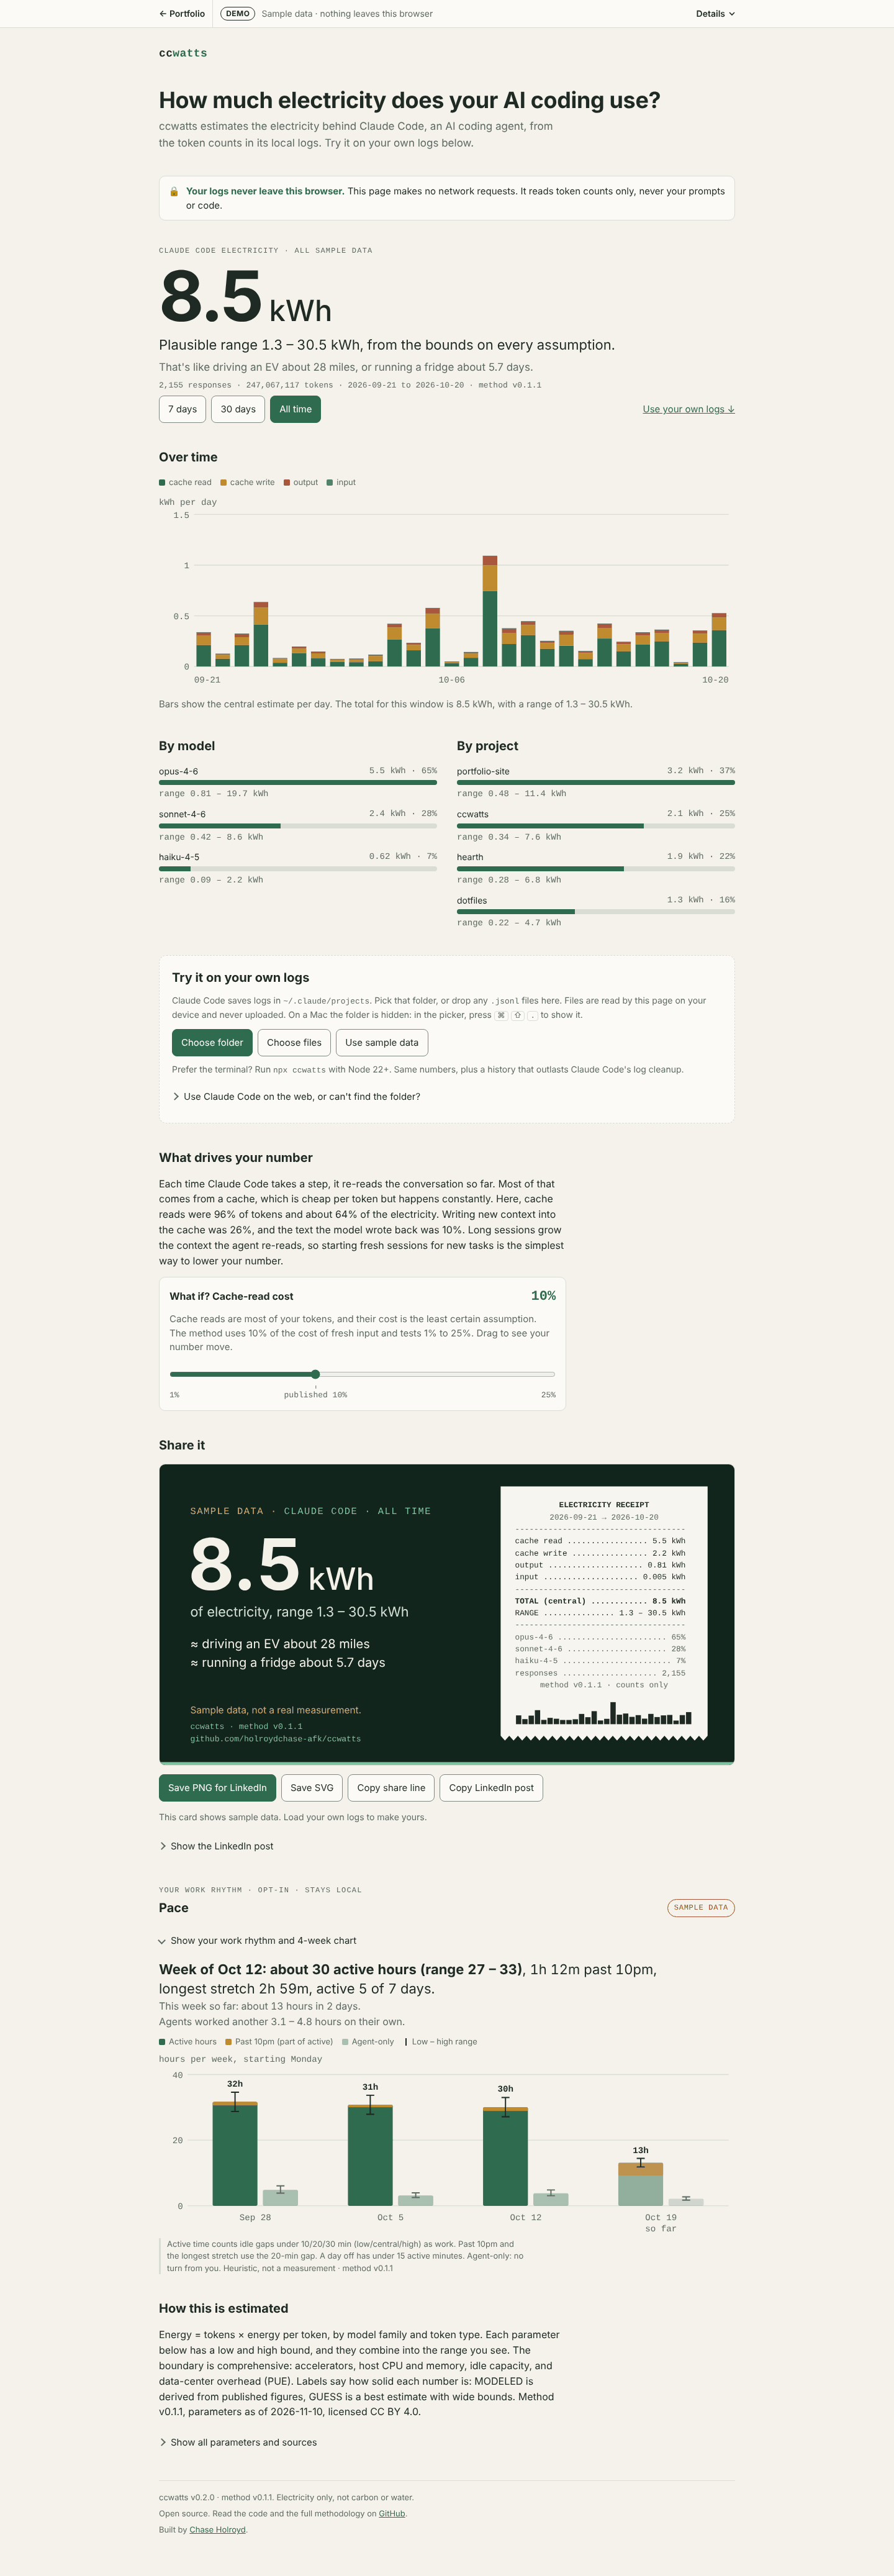 ← Portfolio
DEMO
Sample data · nothing leaves this browser
Details
ccwatts
How much electricity does your AI coding use?
ccwatts estimates the electricity behind Claude Code, an AI coding agent, from
the token counts in its local logs. Try it on your own logs below.
Your logs never leave this browser. This page makes no network requests. It reads token counts only, never your prompts
or code.
CLAUDE CODE ELECTRICITY · ALL SAMPLE DATA
8.5 kWh
Plausible range 1.3 – 30.5 kWh, from the bounds on every assumption.
That's like driving an EV about 28 miles, or running a fridge about 5.7 days.
2,155 responses · 247,067,117 tokens · 2026-09-21 to 2026-10-20 · method v0.1.1
7 days
30 days
All time
Use your own logs ↓
Over time
cache read
cache write
output
input
kWh per day
1.5
1
0.5
0
09-21
10-06
10-20
Bars show the central estimate per day. The total for this window is 8.5 kWh, with a range of 1.3 – 30.5 kWh.
By model
opus-4-6 5.5 kWh · 65%
range 0.81 – 19.7 kWh
sonnet-4-6 2.4 kWh · 28%
range 0.42 – 8.6 kWh
haiku-4-5 0.62 kWh · 7%
range 0.09 – 2.2 kWh
By project
portfolio-site 3.2 kWh · 37%
range 0.48 – 11.4 kWh
ccwatts 2.1 kWh · 25%
range 0.34 – 7.6 kWh
hearth 1.9 kWh · 22%
range 0.28 – 6.8 kWh
dotfiles 1.3 kWh · 16%
range 0.22 – 4.7 kWh
Try it on your own logs
Claude Code saves logs in ~/.claude/projects. Pick that folder, or drop any .jsonl files here. Files are read by this page on your
device and never uploaded. On a Mac the folder is hidden: in the picker, press ⌘ ⇧ . to show it.
Choose folder
Choose files
Use sample data
Prefer the terminal? Run npx ccwatts with Node 22+. Same numbers, plus a history that outlasts Claude Code's log cleanup.
Use Claude Code on the web, or can't find the folder?
What drives your number
Each time Claude Code takes a step, it re-reads the conversation so far. Most of that
comes from a cache, which is cheap per token but happens constantly. Here, cache
reads were 96% of tokens and about 64% of the electricity. Writing new context into
the cache was 26%, and the text the model wrote back was 10%. Long sessions grow
the context the agent re-reads, so starting fresh sessions for new tasks is the simplest
way to lower your number.
What if? Cache-read cost 10%
Cache reads are most of your tokens, and their cost is the least certain assumption.
The method uses 10% of the cost of fresh input and tests 1% to 25%. Drag to see your
number move.
1%
published 10%
25%
Share it
SAMPLE DATA · CLAUDE CODE · ALL TIME
8.5 kWh
of electricity, range 1.3 – 30.5 kWh
≈ driving an EV about 28 miles
≈ running a fridge about 5.7 days
Sample data, not a real measurement.
ccwatts · method v0.1.1
github.com/holroydchase-afk/ccwatts
ELECTRICITY RECEIPT
2026-09-21 → 2026-10-20
----------------------------------
cache read ................ 5.5 kWh
cache write ............... 2.2 kWh
output .................... 0.81 kWh
input ................... 0.005 kWh
----------------------------------
TOTAL (central) ........... 8.5 kWh
RANGE ............... 1.3 – 30.5 kWh
----------------------------------
opus-4-6 ...................... 65%
sonnet-4-6 .................... 28%
haiku-4-5 ...................... 7%
responses ................... 2,155
method v0.1.1 · counts only
Save PNG for LinkedIn
Save SVG
Copy share line
Copy LinkedIn post
This card shows sample data. Load your own logs to make yours.
Show the LinkedIn post
YOUR WORK RHYTHM · OPT-IN · STAYS LOCAL
Pace
SAMPLE DATA
Show your work rhythm and 4-week chart
Week of Oct 12: about 30 active hours (range 27 – 33), 1h 12m past 10pm,
longest stretch 2h 59m, active 5 of 7 days.
This week so far: about 13 hours in 2 days.
Agents worked another 3.1 – 4.8 hours on their own.
Active hours
Past 10pm (part of active)
Agent-only
Low – high range
hours per week, starting Monday
40
20
0
32h
31h
30h
13h
Sep 28
Oct 5
Oct 12
Oct 19
so far
Active time counts idle gaps under 10/20/30 min (low/central/high) as work. Past 10pm and
the longest stretch use the 20-min gap. A day off has under 15 active minutes. Agent-only: no
turn from you. Heuristic, not a measurement · method v0.1.1
How this is estimated
Energy = tokens × energy per token, by model family and token type. Each parameter
below has a low and high bound, and they combine into the range you see. The
boundary is comprehensive: accelerators, host CPU and memory, idle capacity, and
data-center overhead (PUE). Labels say how solid each number is: MODELED is
derived from published figures, GUESS is a best estimate with wide bounds. Method
v0.1.1, parameters as of 2026-11-10, licensed CC BY 4.0.
Show all parameters and sources
ccwatts v0.2.0 · method v0.1.1. Electricity only, not carbon or water.
Open source. Read the code and the full methodology on GitHub.
Built by Chase Holroyd.